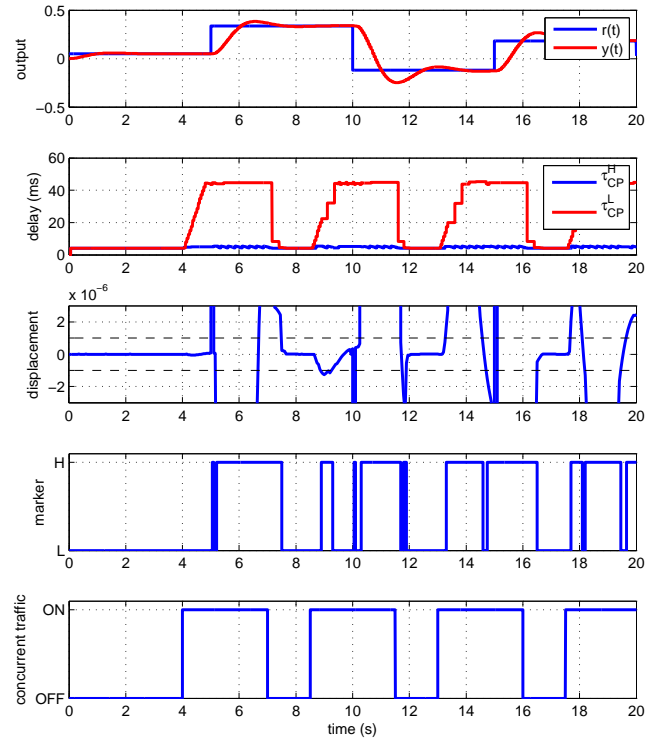 0.5
0
−0.5
output
r(t)
y(t)
0 2 4 6 8 10 12 14 16 18 20
60
40
20
0
delay (ms)
τ_CP^H
τ_CP^L
0 2 4 6 8 10 12 14 16 18 20
x 10^−6
2
0
−2
displacement
0 2 4 6 8 10 12 14 16 18 20
H
L
marker
0 2 4 6 8 10 12 14 16 18 20
ON
OFF
concurrent traffic
0 2 4 6 8 10 12 14 16 18 20
time (s)